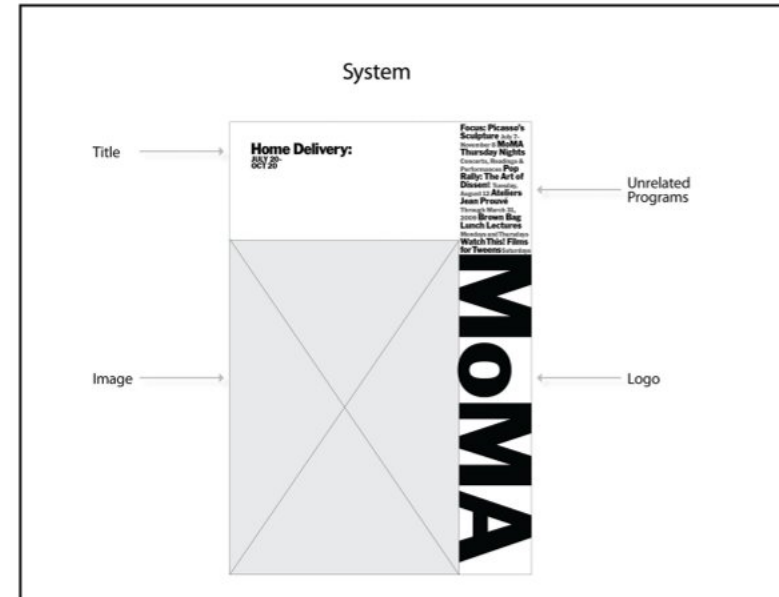 System
Title
Home Delivery:
JULY 20-
OCT 20
Focus: Picasso's
Sculpture July 7-
November 3 MoMA
Thursday Nights
Concerts, Readings &
Performances Pop
Rally: The Art of
Dissent Tuesday,
August 12 Ateliers
Jean Prouvé
Through March 31,
2009 Brown Bag
Lunch Lectures
Mondays and Thursdays
Watch This! Films
for Tweens Saturdays
Unrelated
Programs
Image
MoMA
Logo